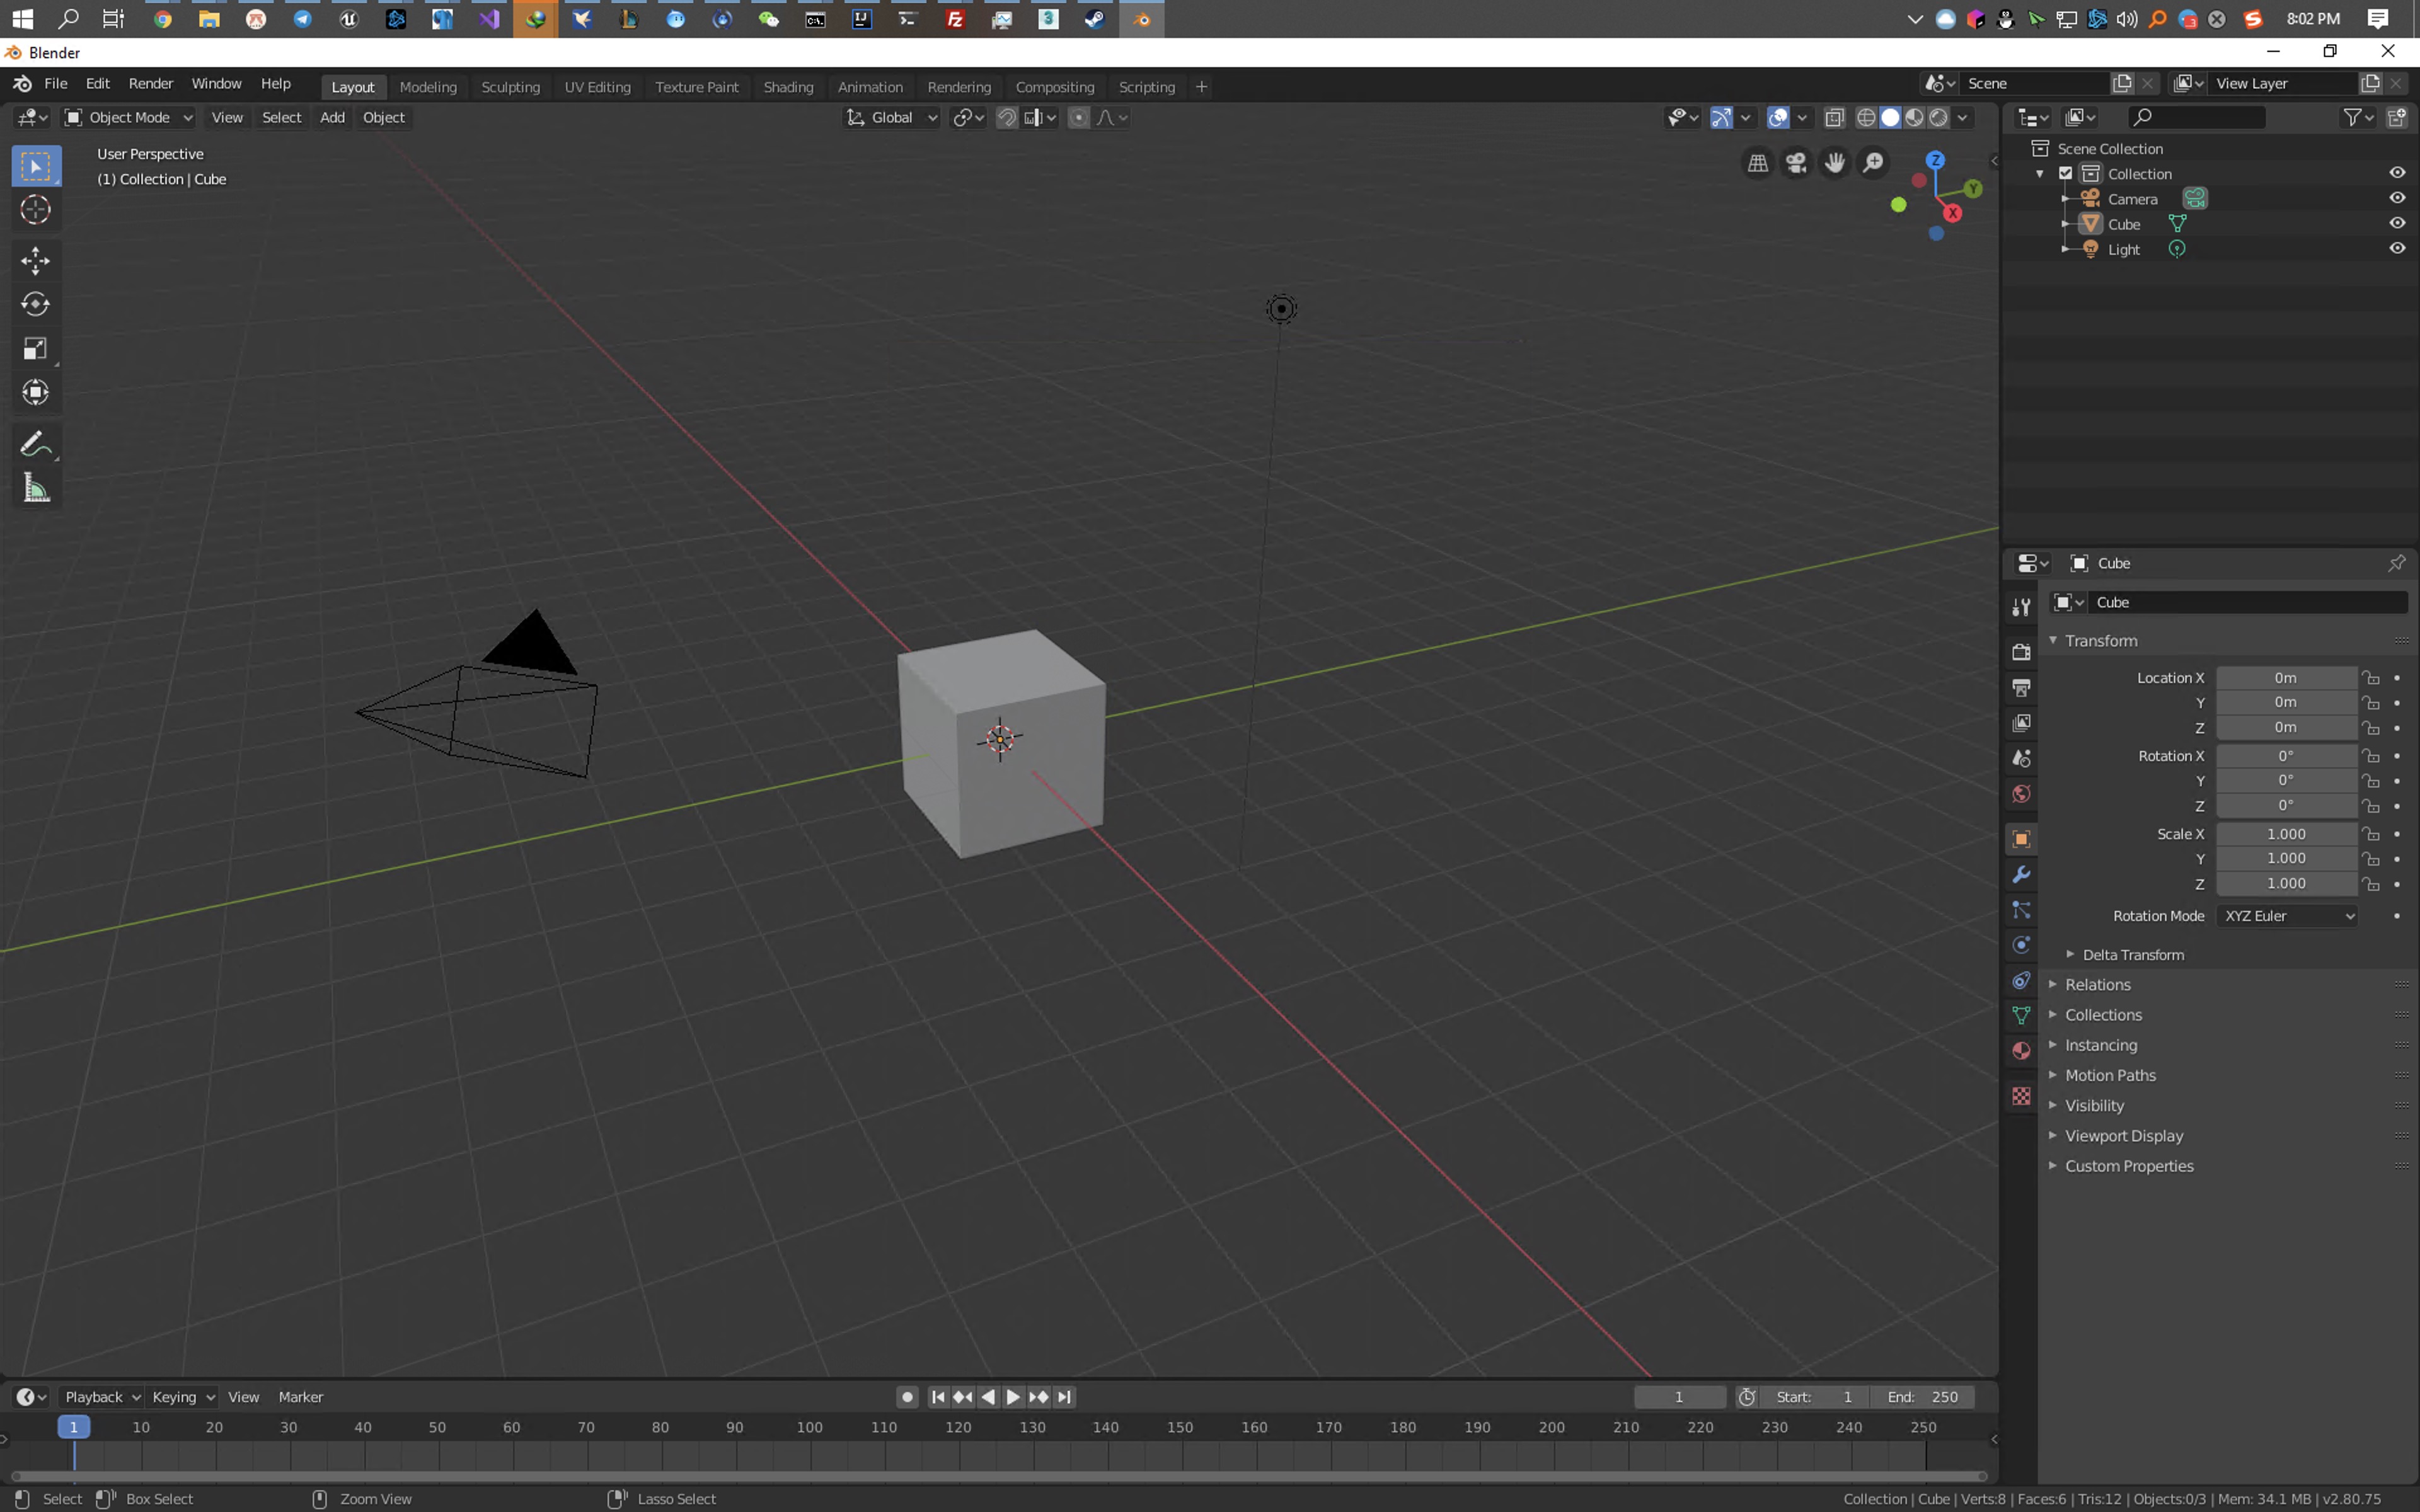 8:02 PM
Blender
File Edit Render Window Help Layout Modeling Sculpting UV Editing Texture Paint Shading Animation Rendering Compositing Scripting + Scene View Layer
Object Mode View Select Add Object Global
User Perspective
(1) Collection | Cube
Z
Y
X
Scene Collection
Collection
Camera
Cube
Light
Cube
Cube
Transform
Location X 0m
Y 0m
Z 0m
Rotation X 0°
Y 0°
Z 0°
Scale X 1.000
Y 1.000
Z 1.000
Rotation Mode XYZ Euler
Delta Transform
Relations
Collections
Instancing
Motion Paths
Visibility
Viewport Display
Custom Properties
Playback Keying View Marker 1 Start: 1 End: 250
1 10 20 30 40 50 60 70 80 90 100 110 120 130 140 150 160 170 180 190 200 210 220 230 240 250
Select Box Select Zoom View Lasso Select Collection | Cube | Verts:8 | Faces:6 | Tris:12 | Objects:0/3 | Mem: 34.1 MB | v2.80.75